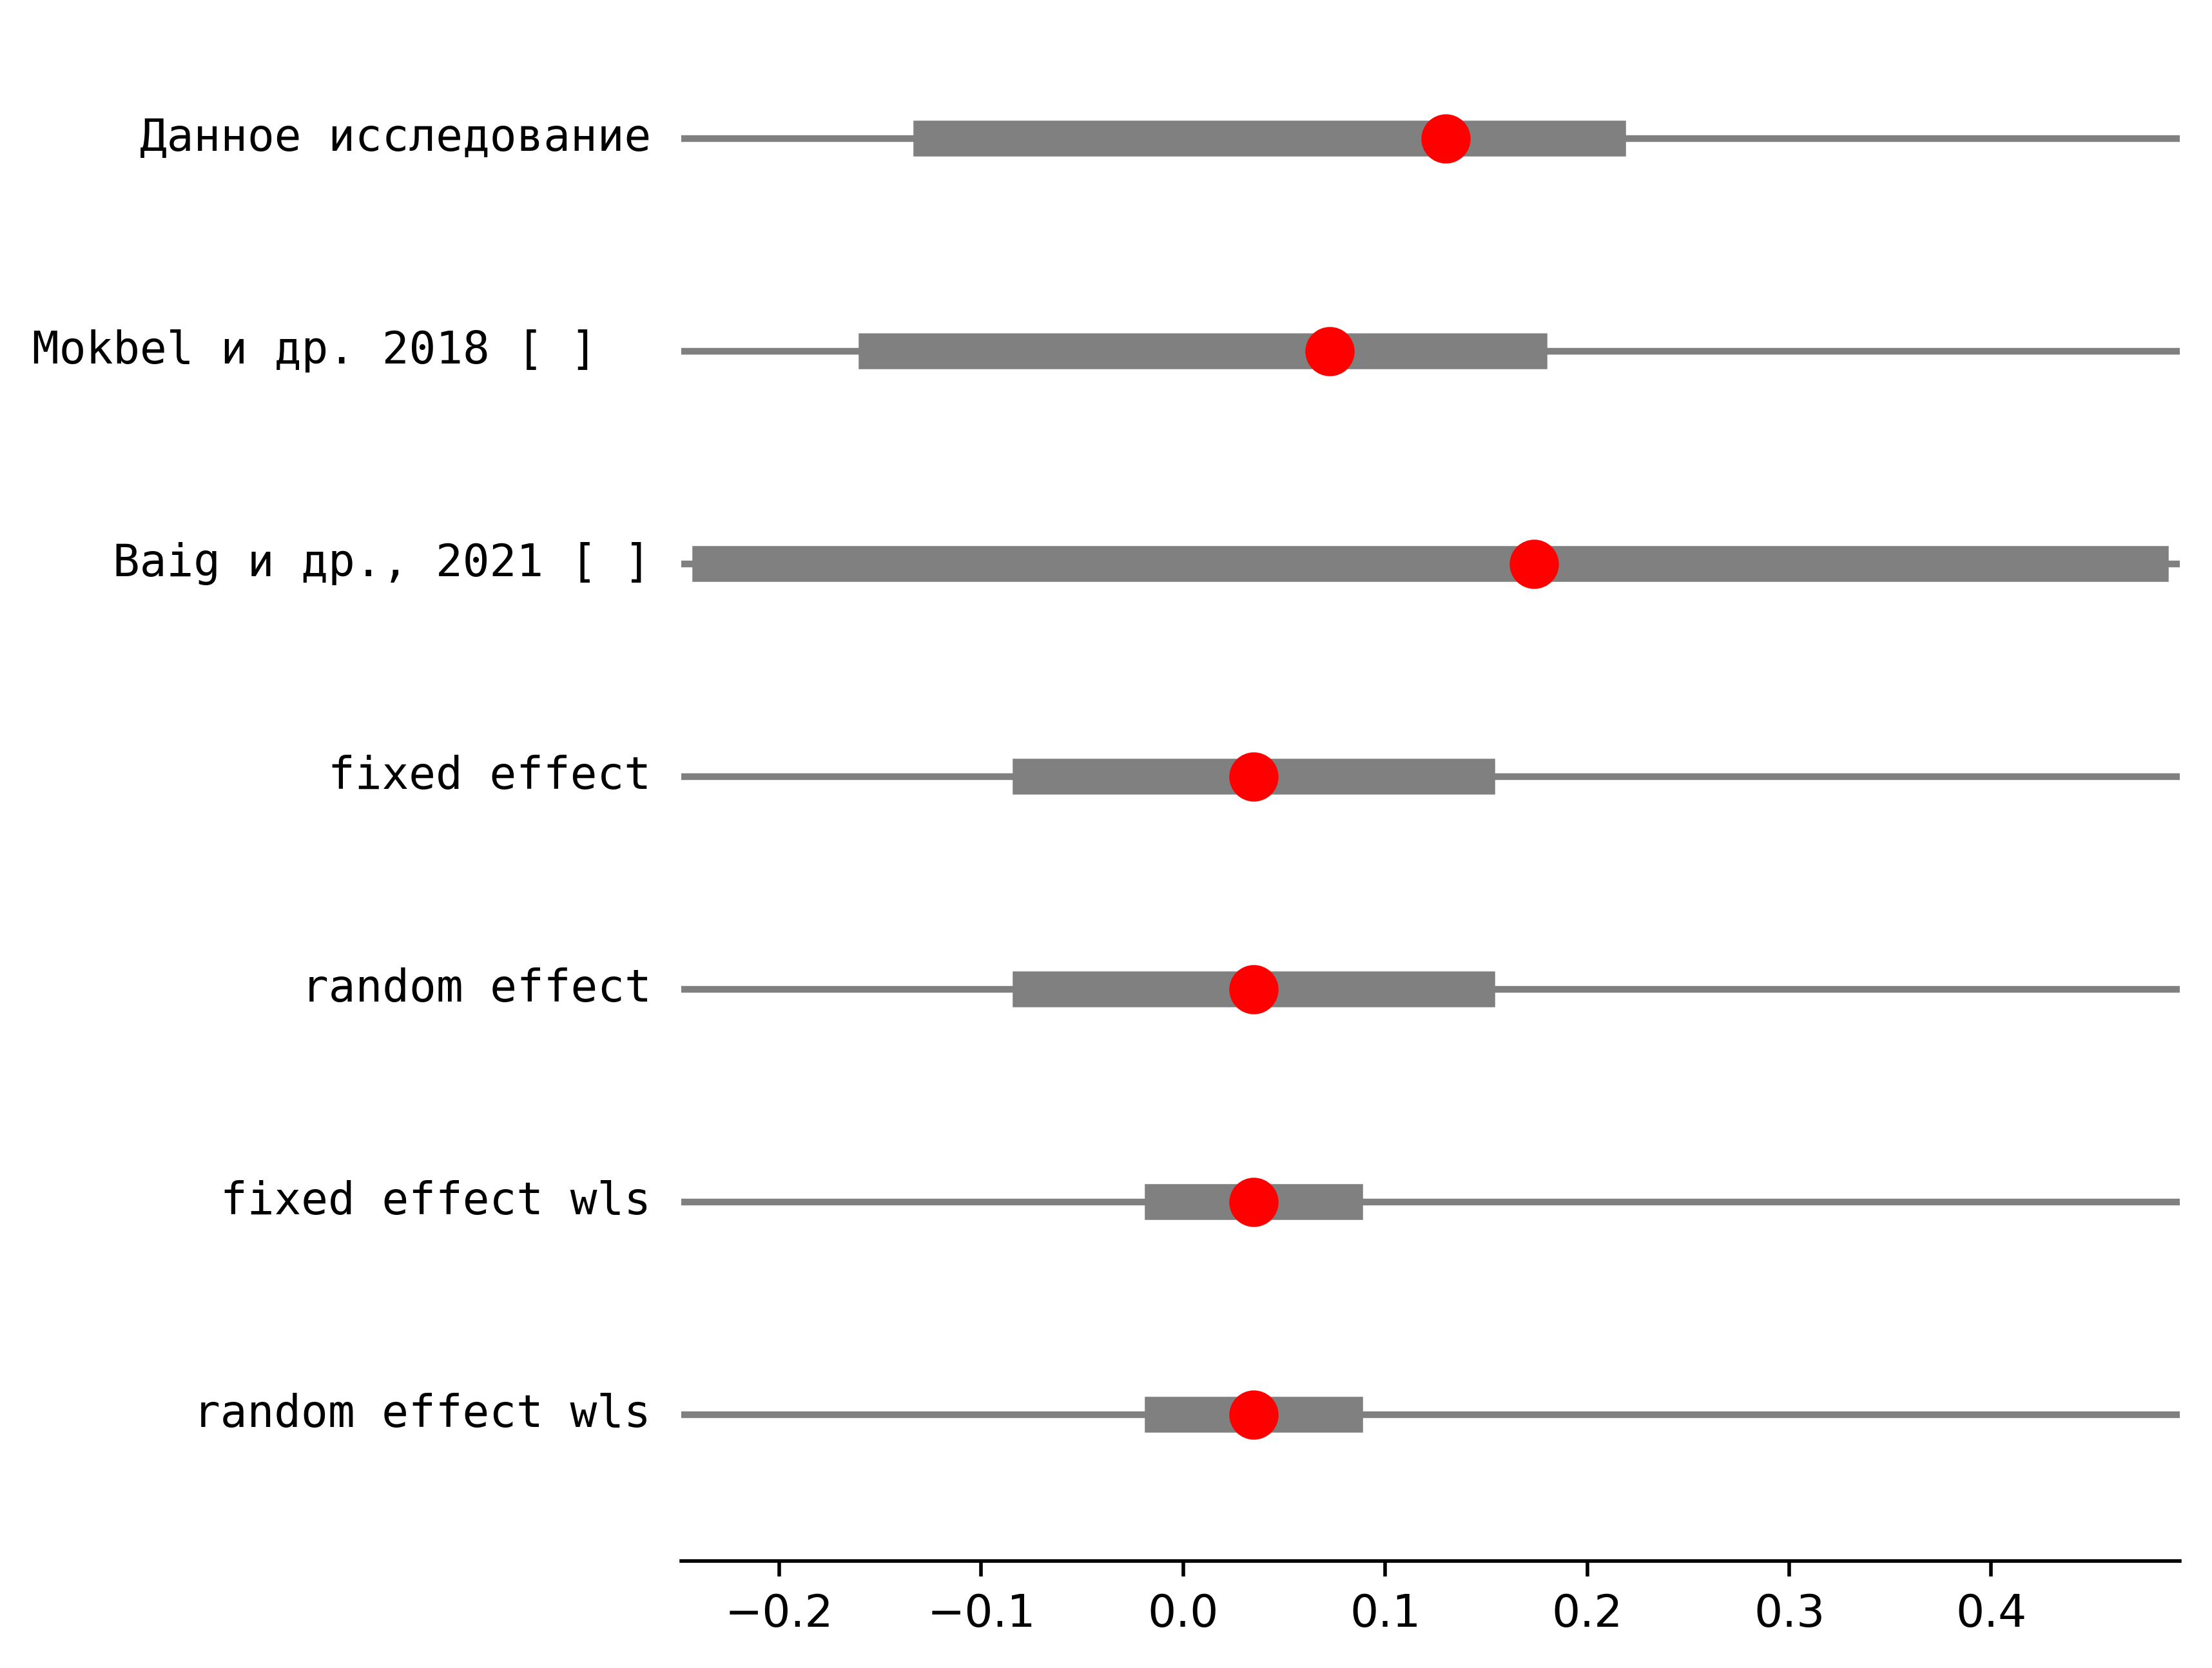 Данное исследование
Mokbel и др. 2018 [ ]
Baig и др., 2021 [ ]
fixed effect
random effect
fixed effect wls
random effect wls
−0.2 −0.1 0.0 0.1 0.2 0.3 0.4